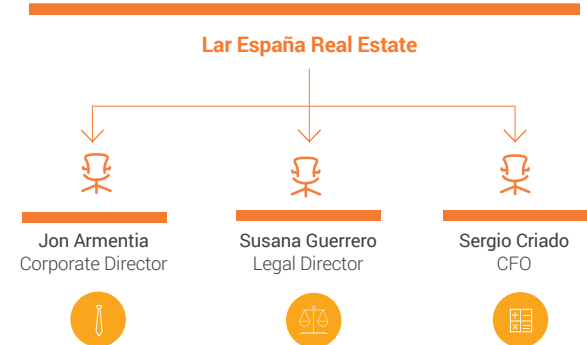 Lar España Real Estate
Jon Armentia
Corporate Director
Susana Guerrero
Legal Director
Sergio Criado
CFO